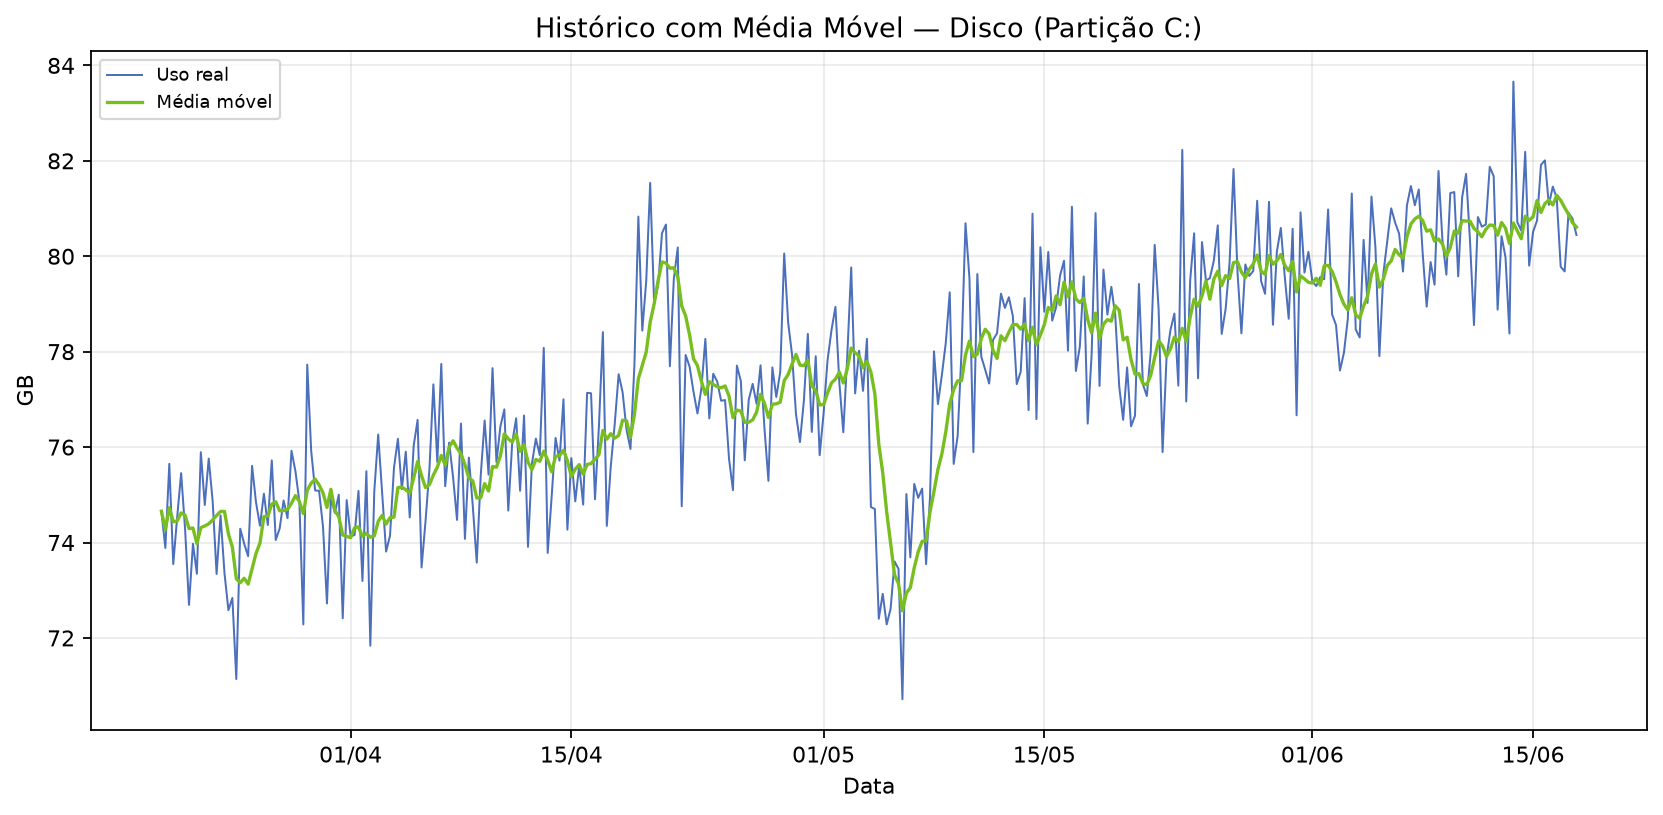 Histórico com Média Móvel — Disco (Partição C:)
Uso real
Média móvel
84
82
80
78
76
74
72
GB
01/04
15/04
01/05
15/05
01/06
15/06
Data